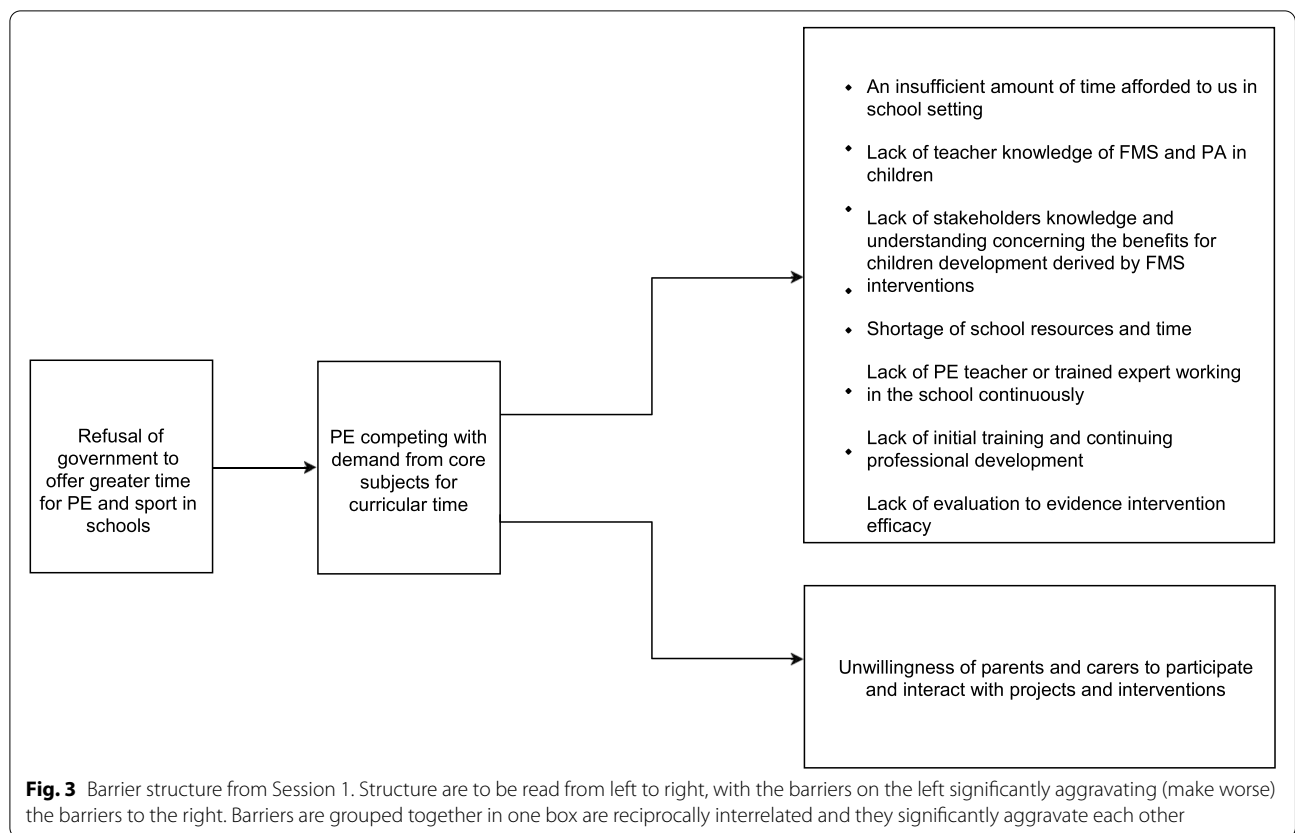 Refusal of
government to
offer greater time
for PE and sport in
schools
PE competing with
demand from core
subjects for
curricular time
An insufficient amount of time afforded to us in
school setting
Lack of teacher knowledge of FMS and PA in
children
Lack of stakeholders knowledge and
understanding concerning the benefits for
children development derived by FMS
interventions
Shortage of school resources and time
Lack of PE teacher or trained expert working
in the school continuously
Lack of initial training and continuing
professional development
Lack of evaluation to evidence intervention
efficacy
Unwillingness of parents and carers to participate
and interact with projects and interventions
Fig. 3 Barrier structure from Session 1. Structure are to be read from left to right, with the barriers on the left significantly aggravating (make worse)
the barriers to the right. Barriers are grouped together in one box are reciprocally interrelated and they significantly aggravate each other